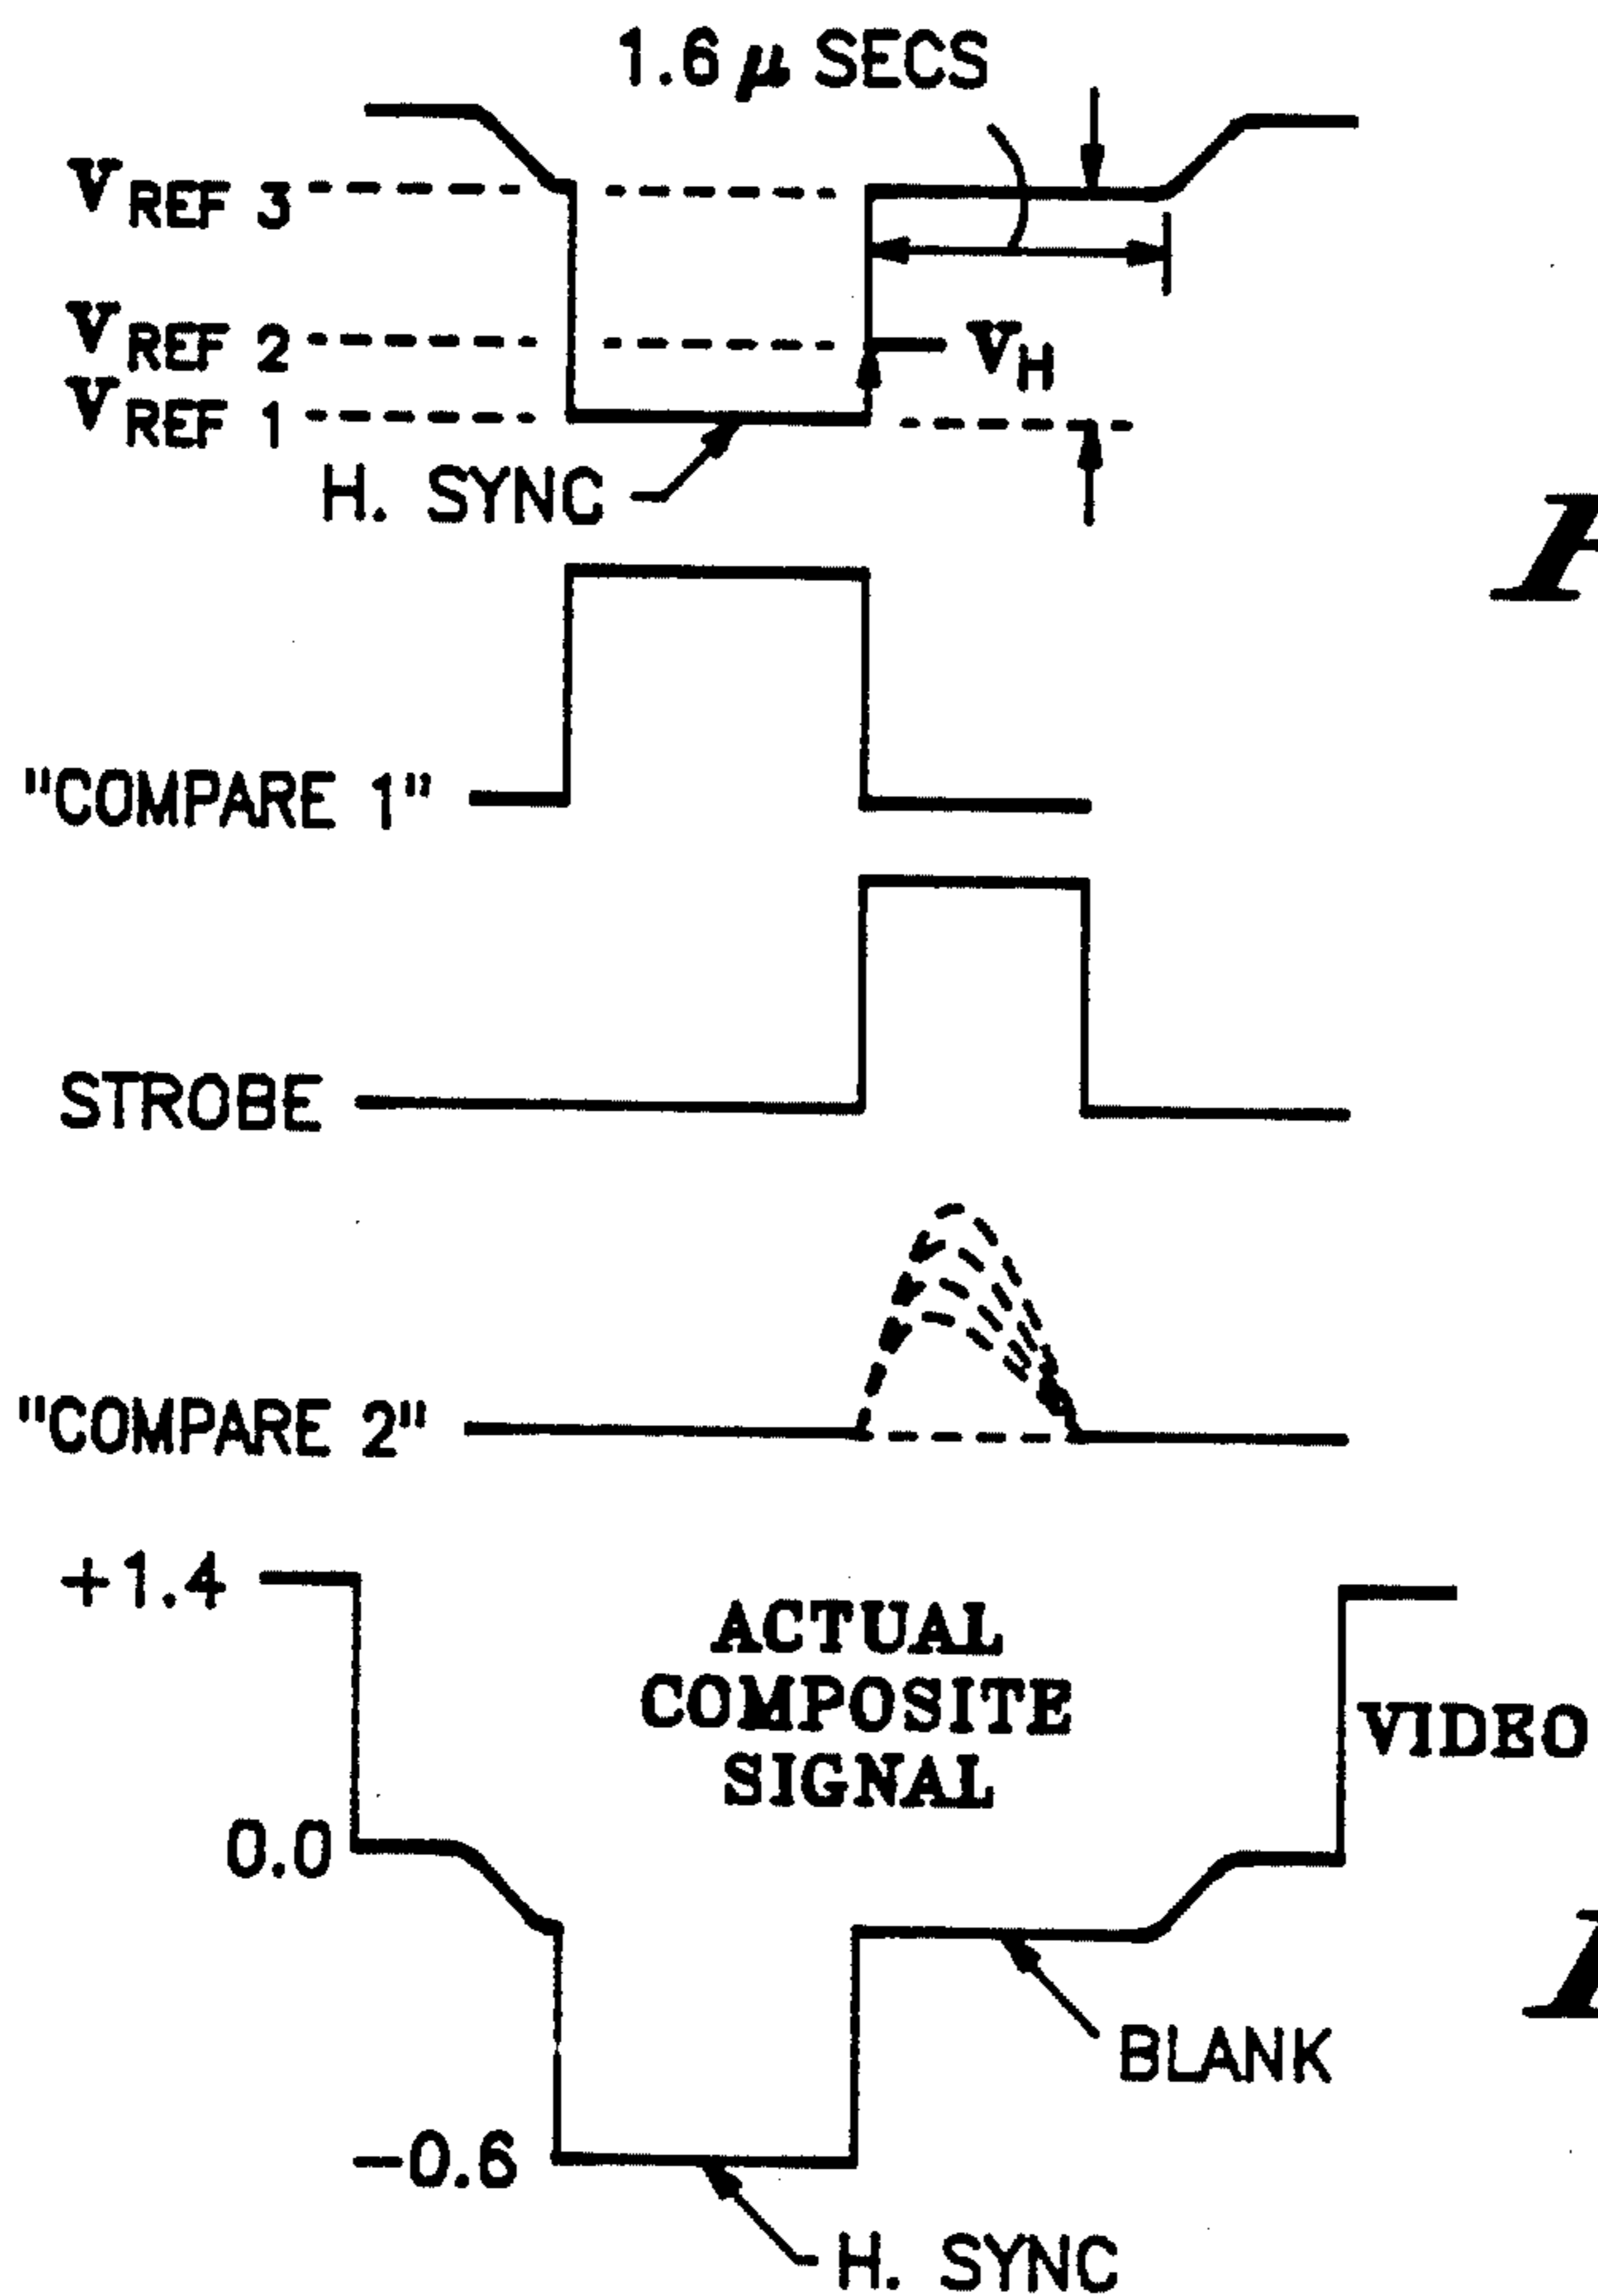 1.6 μ SECS
VREF 3
VREF 2
VH
VREF 1
H. SYNC
"COMPARE 1"
STROBE
"COMPARE 2"
+1.4
ACTUAL
COMPOSITE
SIGNAL
VIDEO
0.0
BLANK
-0.6
H. SYNC